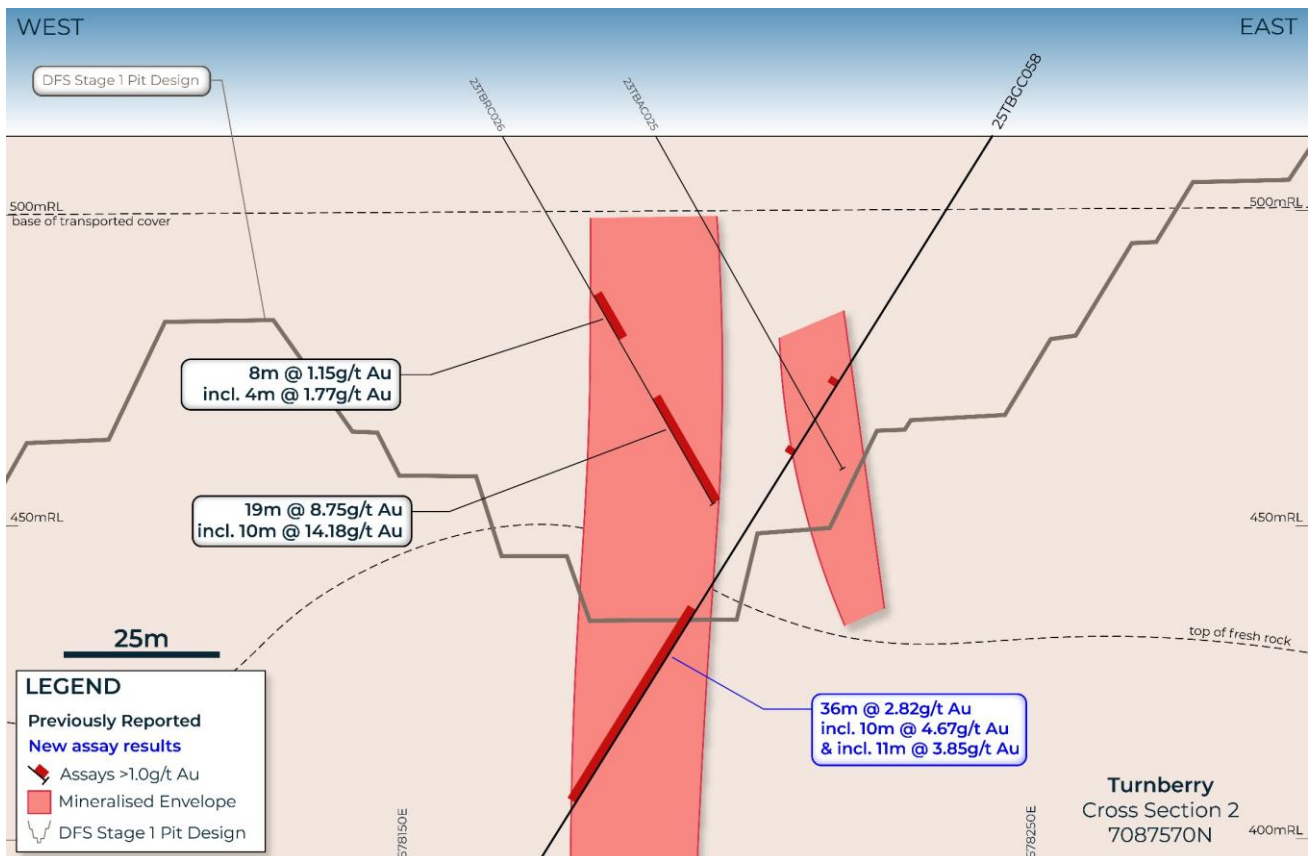 WEST
EAST
DFS Stage 1 Pit Design
23TBRC026
23TBAC025
25TBGC058
500mRL
base of transported cover
500mRL
8m @ 1.15g/t Au
incl. 4m @ 1.77g/t Au
19m @ 8.75g/t Au
incl. 10m @ 14.18g/t Au
450mRL
450mRL
top of fresh rock
25m
LEGEND
Previously Reported
New assay results
Assays >1.0g/t Au
Mineralised Envelope
DFS Stage 1 Pit Design
36m @ 2.82g/t Au
incl. 10m @ 4.67g/t Au
& incl. 11m @ 3.85g/t Au
678150E
678250E
Turnberry
Cross Section 2
7087570N
400mRL